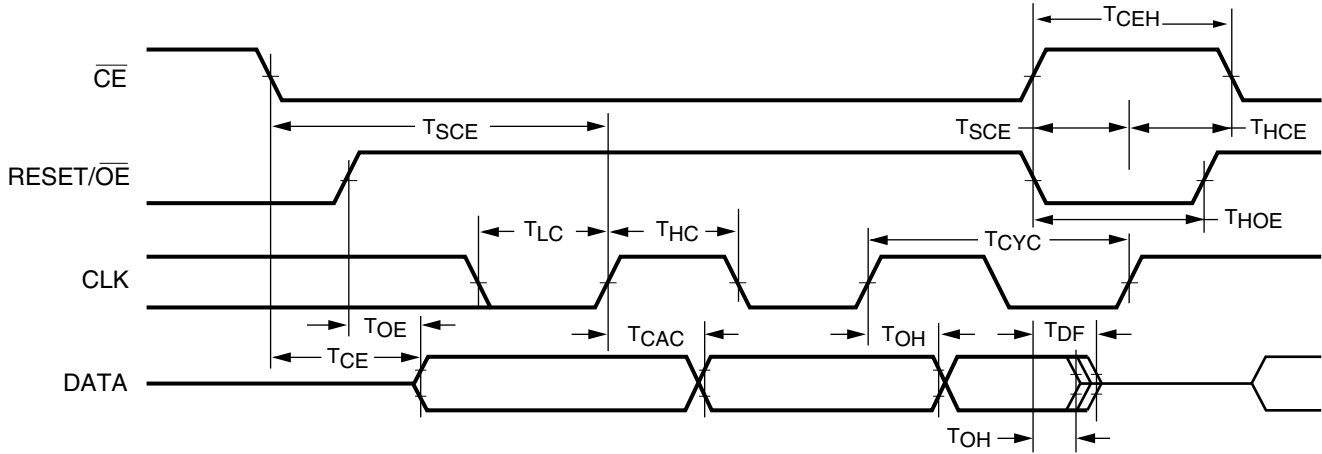 TCEH
CE
TSCE
TSCE
THCE
RESET/OE
TLC
THC
TCYC
THOE
CLK
TOE
TCAC
TOH
TDF
TCE
DATA
TOH